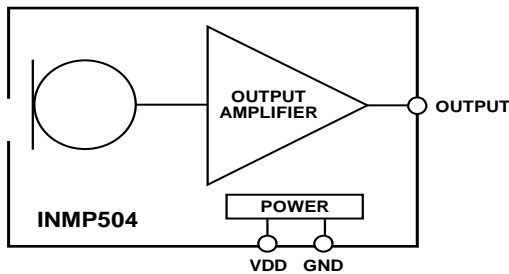 OUTPUT
AMPLIFIER
OUTPUT
POWER
INMP504
VDD GND